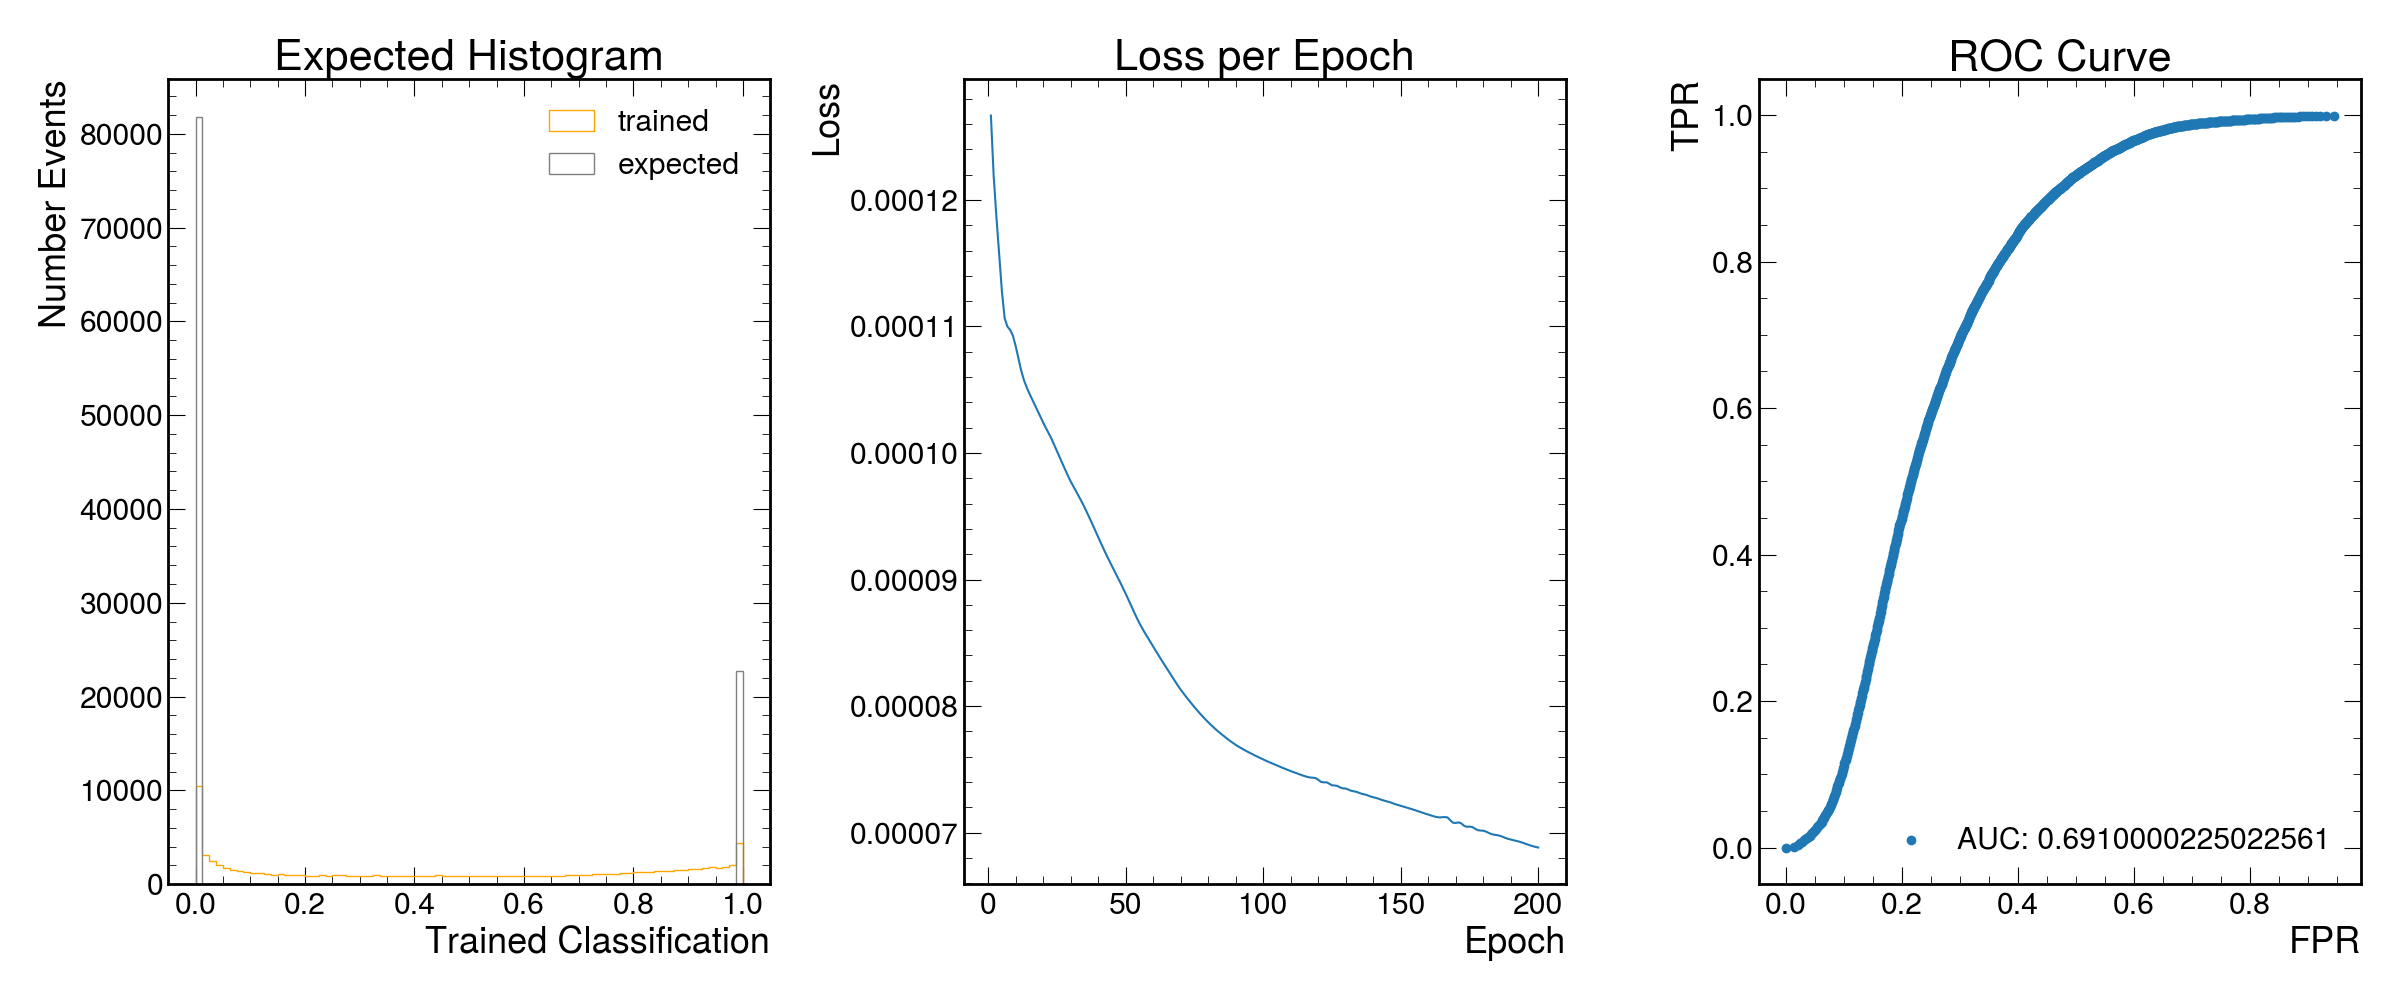 Expected Histogram
Number Events
80000
70000
60000
50000
40000
30000
20000
10000
0
0.0 0.2 0.4 0.6 0.8 1.0
Trained Classification
trained
expected
Loss per Epoch
Loss
0.00012
0.00011
0.00010
0.00009
0.00008
0.00007
0 50 100 150 200
Epoch
ROC Curve
TPR
1.0
0.8
0.6
0.4
0.2
0.0
0.0 0.2 0.4 0.6 0.8
FPR
AUC: 0.6910000225022561